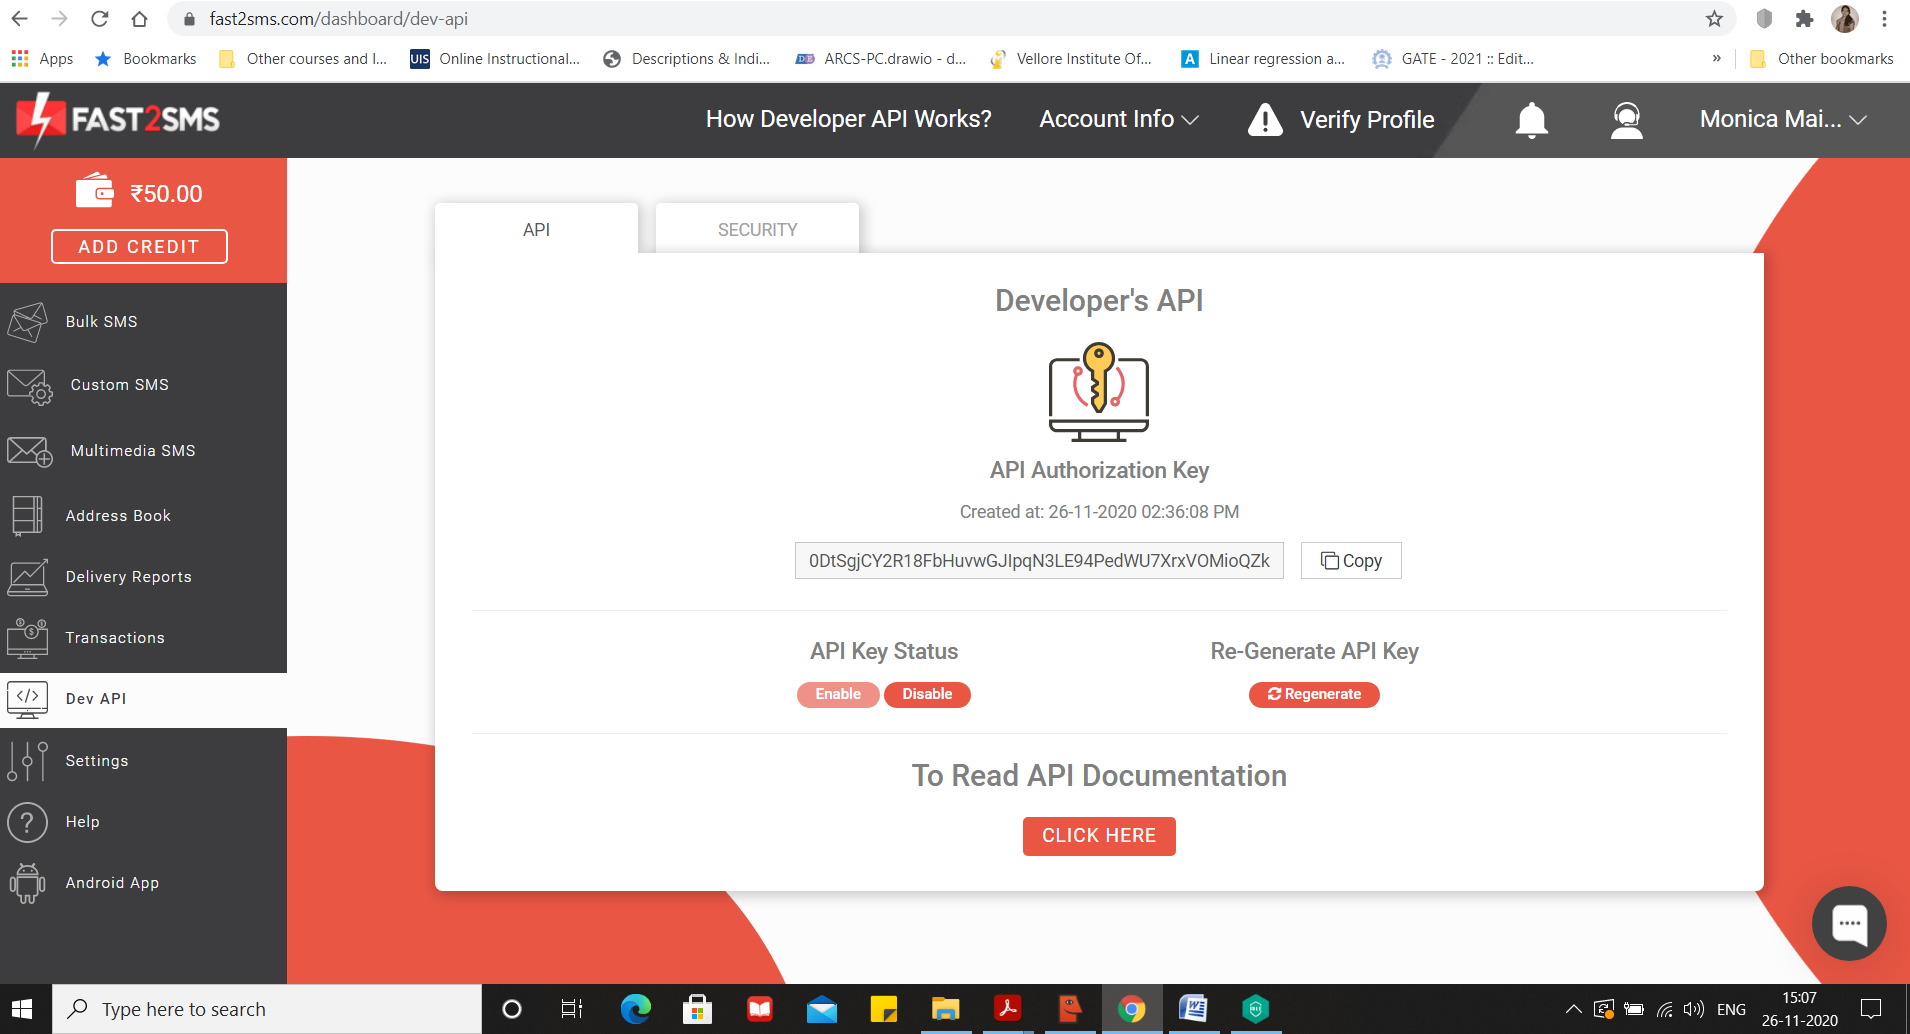 fast2sms.com/dashboard/dev-api
Apps
Bookmarks
Other courses and I...
UIS Online Instructional...
Descriptions & Indi...
ARCS-PC.drawio - d...
Vellore Institute Of...
A Linear regression a...
GATE - 2021 :: Edit...
»
Other bookmarks
FAST2SMS
How Developer API Works?
Account Info
Verify Profile
Monica Mai...
₹50.00
ADD CREDIT
Bulk SMS
Custom SMS
Multimedia SMS
Address Book
Delivery Reports
Transactions
Dev API
Settings
Help
Android App
API
SECURITY
Developer's API
API Authorization Key
Created at: 26-11-2020 02:36:08 PM
0DtSgjCY2R18FbHuvwGJIpqN3LE94PedWU7XrxVOMioQZk
Copy
API Key Status
Enable Disable
Re-Generate API Key
Regenerate
To Read API Documentation
CLICK HERE
Type here to search
ENG
15:07
26-11-2020